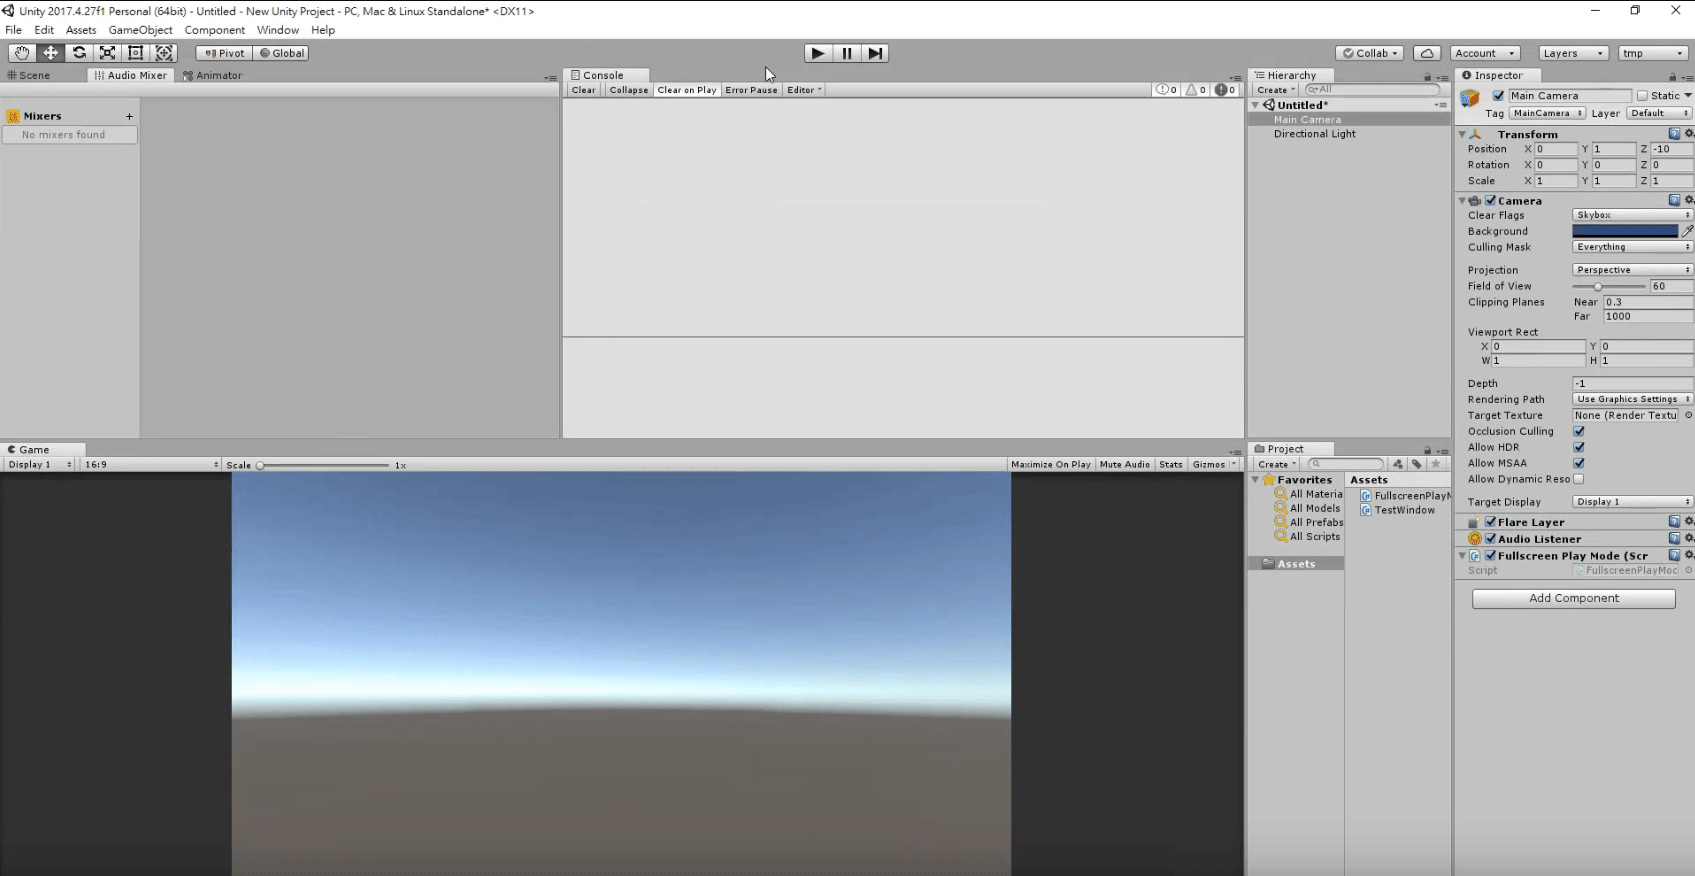 Unity 2017.4.27f1 Personal (64bit) - Untitled - New Unity Project - PC, Mac & Linux Standalone* <DX11>
File Edit Assets GameObject Component Window Help
Pivot Global Collab Account Layers tmp
Scene Audio Mixer Animator
Mixers +
No mixers found
Console
Clear Collapse Clear on Play Error Pause Editor 0 0 0
Game
Display 1 16:9 Scale 1x Maximize On Play Mute Audio Stats Gizmos
Hierarchy
Create All
Untitled*
Main Camera
Directional Light
Project
Create
Favorites
All Materia
All Models
All Prefabs
All Scripts
Assets
Assets
FullscreenPlayM
TestWindow
Inspector
Main Camera Static
Tag MainCamera Layer Default
Transform
Position X 0 Y 1 Z -10
Rotation X 0 Y 0 Z 0
Scale X 1 Y 1 Z 1
Camera
Clear Flags Skybox
Background
Culling Mask Everything
Projection Perspective
Field of View 60
Clipping Planes Near 0.3
Far 1000
Viewport Rect
X 0 Y 0
W 1 H 1
Depth -1
Rendering Path Use Graphics Settings
Target Texture None (Render Textu
Occlusion Culling
Allow HDR
Allow MSAA
Allow Dynamic Reso
Target Display Display 1
Flare Layer
Audio Listener
Fullscreen Play Mode (Scr
Script FullscreenPlayMoc
Add Component